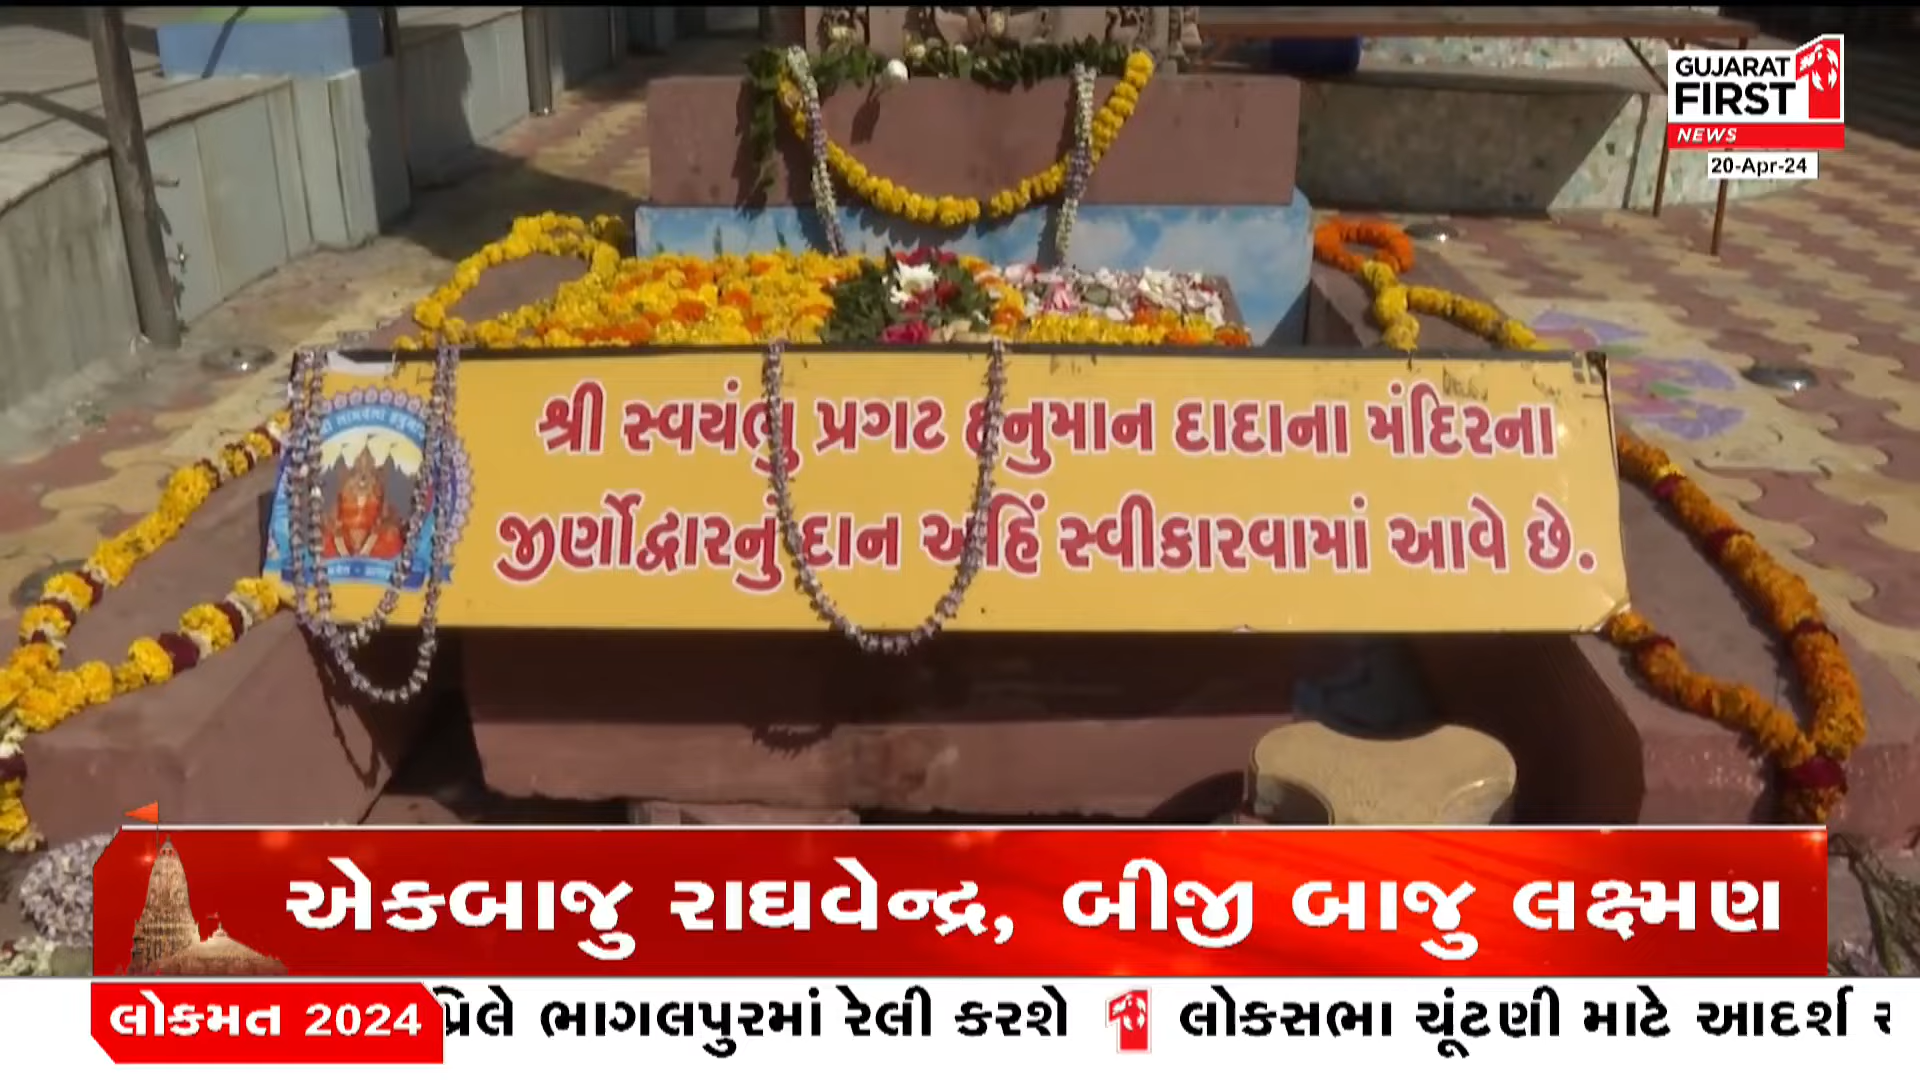 GUJARAT
FIRST
NEWS
20-Apr-24
શ્રી સ્વયંભુ પ્રગટ હનુમાન દાદાના મંદિરના
જીર્ણોદ્ધારનું દાન અહિં સ્વીકારવામાં આવે છે.
એકબાજુ રાઘવેન્દ્ર, બીજી બાજુ લક્ષ્મણ
લોકમત 2024
ભાગલપુરમાં રેલી કરશે લોકસભા ચૂંટણી માટે આદર્શ